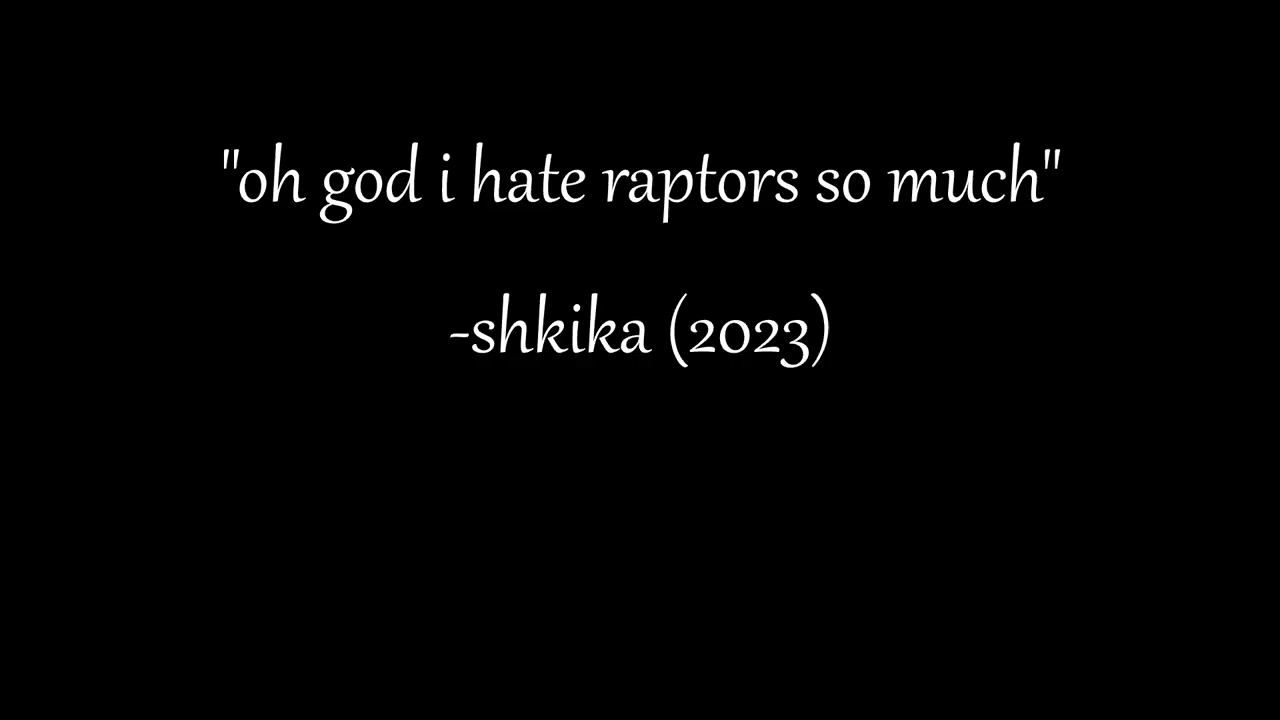 "oh god i hate raptors so much"
-shkika (2023)